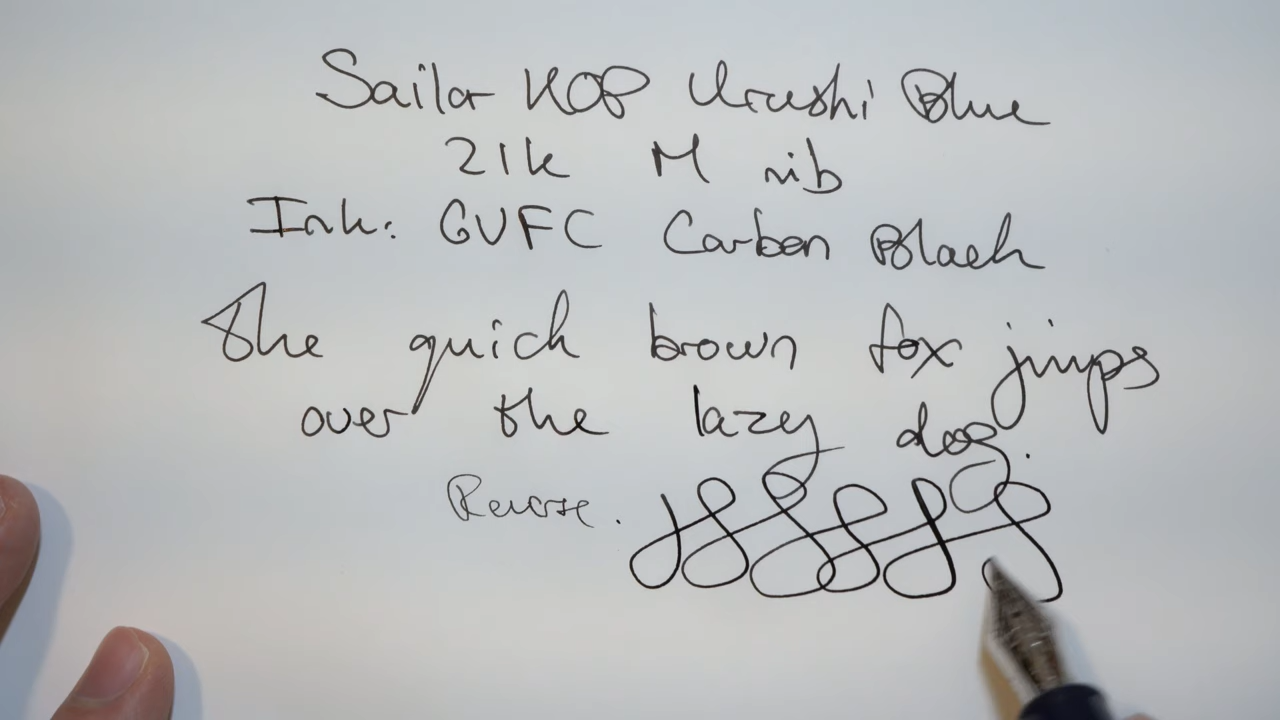 Sailor KOP Urushi Blue
21k M nib
Ink: GVFC Carbon Black
The quick brown fox jumps
over the lazy dog.
Reverse.